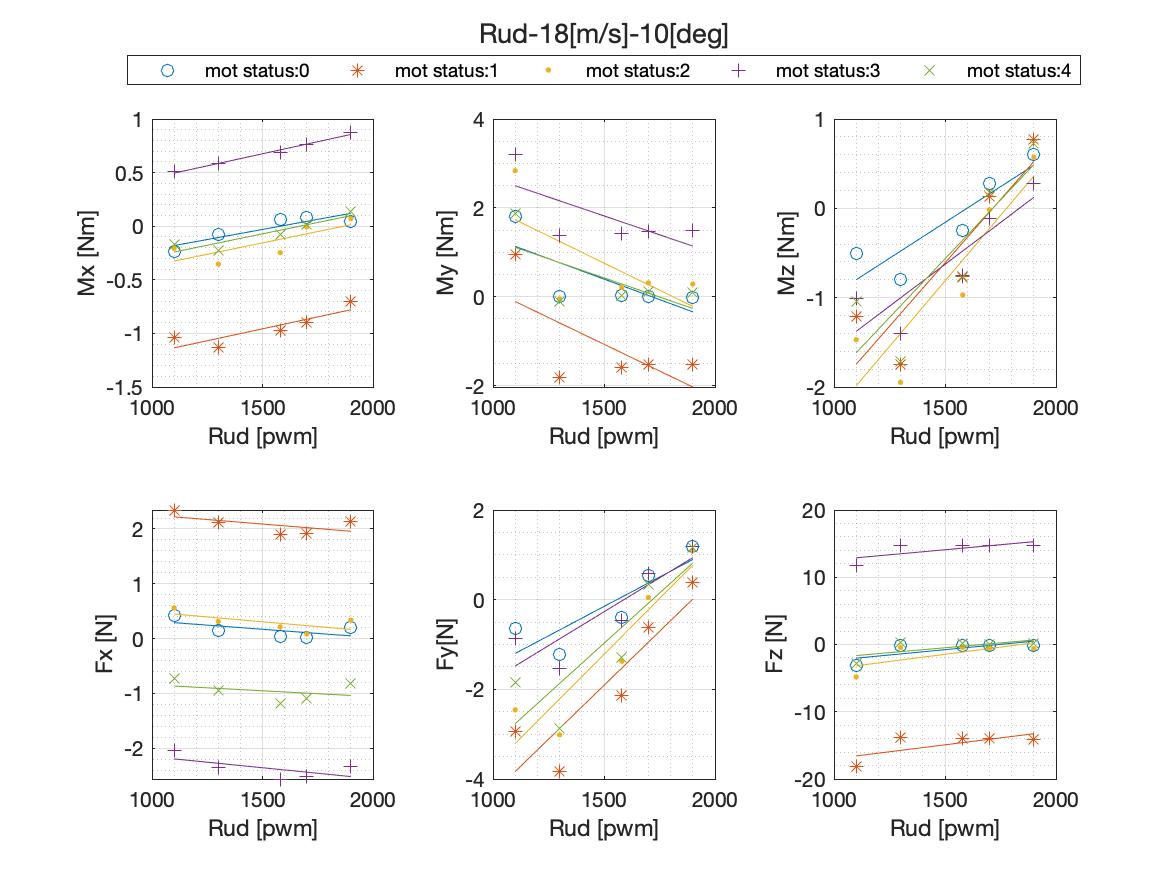 Rud-18[m/s]-10[deg]
mot status:0 mot status:1 mot status:2 mot status:3 mot status:4
Mx [Nm]
1
0.5
0
-0.5
-1
-1.5
1000 1500 2000
Rud [pwm]
My [Nm]
4
2
0
-2
1000 1500 2000
Rud [pwm]
Mz [Nm]
1
0
-1
-2
1000 1500 2000
Rud [pwm]
Fx [N]
2
1
0
-1
-2
1000 1500 2000
Rud [pwm]
Fy[N]
2
0
-2
-4
1000 1500 2000
Rud [pwm]
Fz [N]
20
10
0
-10
-20
1000 1500 2000
Rud [pwm]